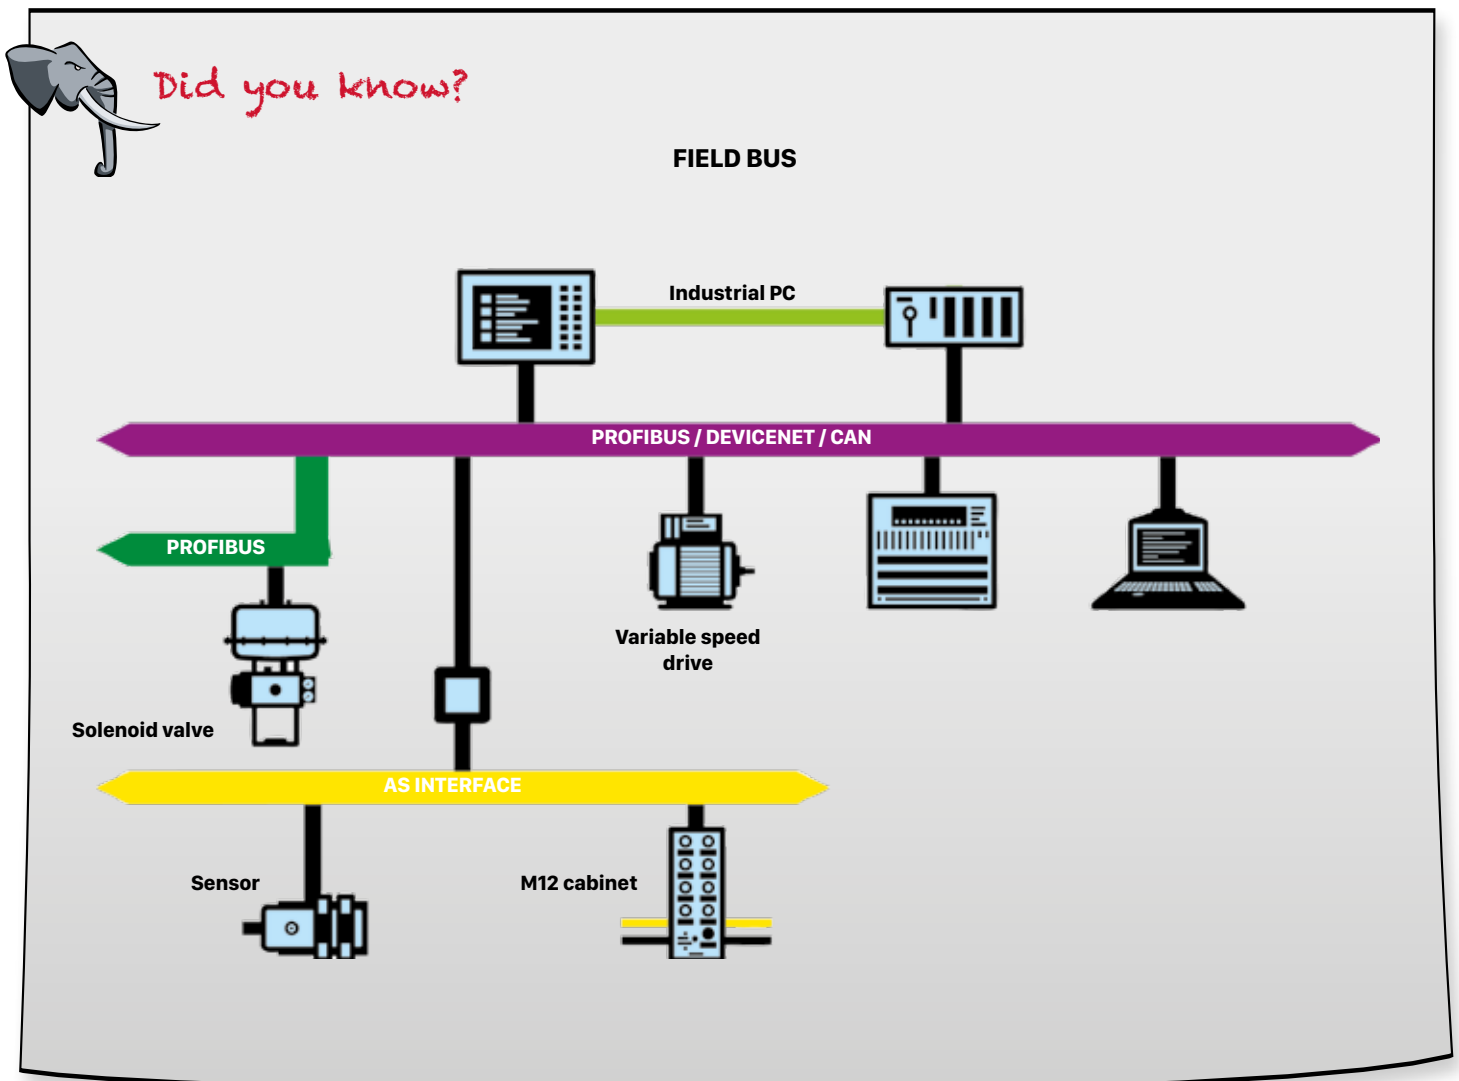 Did you know?
FIELD BUS
Industrial PC
PROFIBUS / DEVICENET / CAN
PROFIBUS
Variable speed
drive
Solenoid valve
AS INTERFACE
Sensor
M12 cabinet